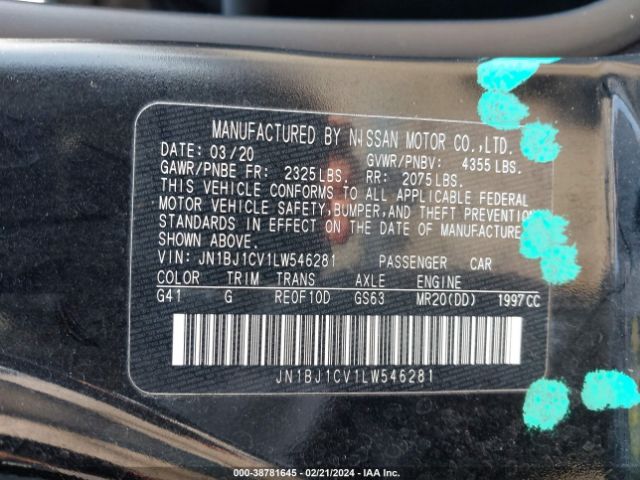 MANUFACTURED BY NISSAN MOTOR CO.,LTD.
DATE: 03/20 GVWR/PNBV: 4355 LBS.
GAWR/PNBE FR: 2325 LBS. RR: 2075 LBS.
THIS VEHICLE CONFORMS TO ALL APPLICABLE FEDERAL
MOTOR VEHICLE SAFETY,BUMPER,AND THEFT PREVENTION
STANDARDS IN EFFECT ON THE DATE OF MANUFACTURE
SHOWN ABOVE.
VIN: JN1BJ1CV1LW546281 PASSENGER CAR
COLOR TRIM TRANS AXLE ENGINE
G41 G RE0F10D GS63 MR20(DD) 1997CC
JN1BJ1CV1LW546281
000-38781645 - 02/21/2024 - IAA Inc.